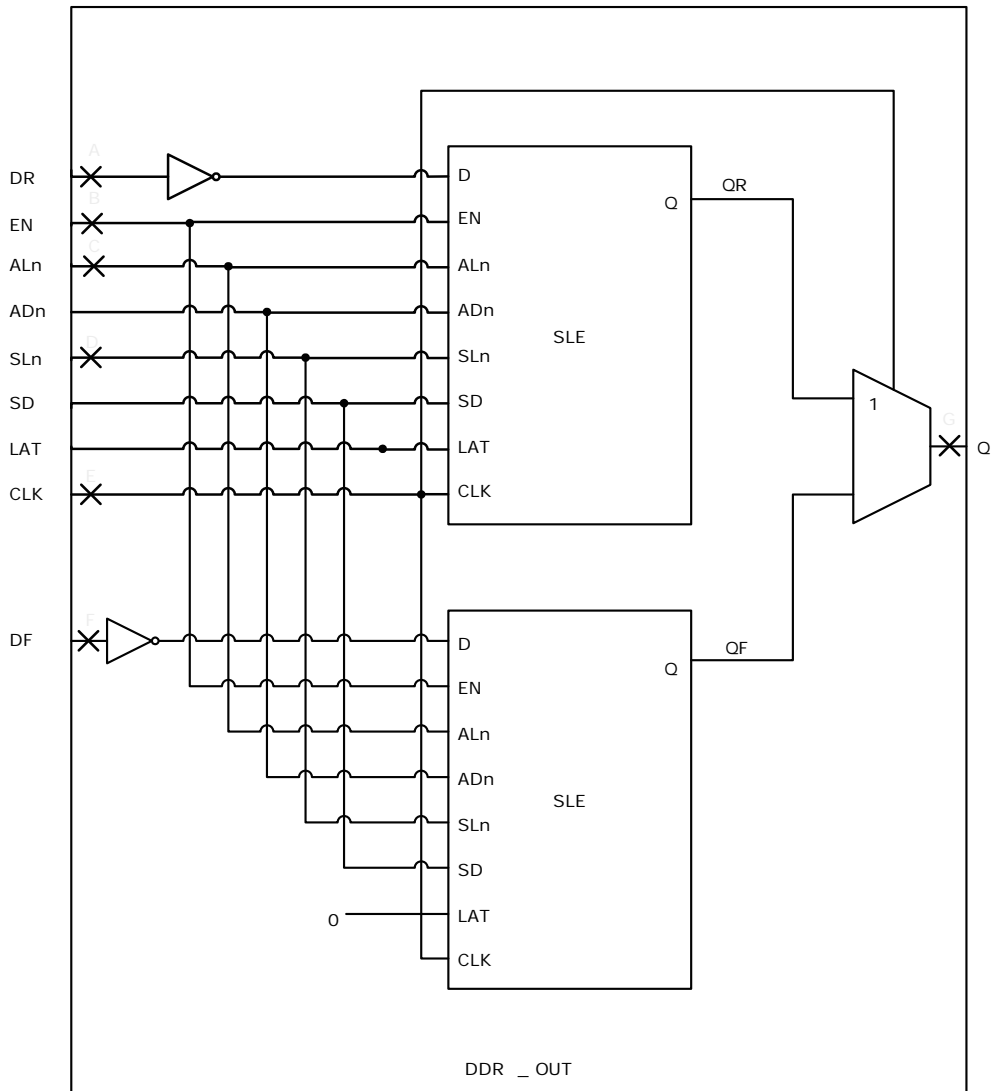 A
DR
D
B
Q
QR
EN
EN
C
ALn
ALn
ADn
ADn
SLE
D
SLn
SLn
SD
SD
1
G
LAT
LAT
Q
E
CLK
CLK
F
DF
D
QF
Q
EN
ALn
ADn
SLE
SLn
SD
0
LAT
CLK
DDR _ OUT